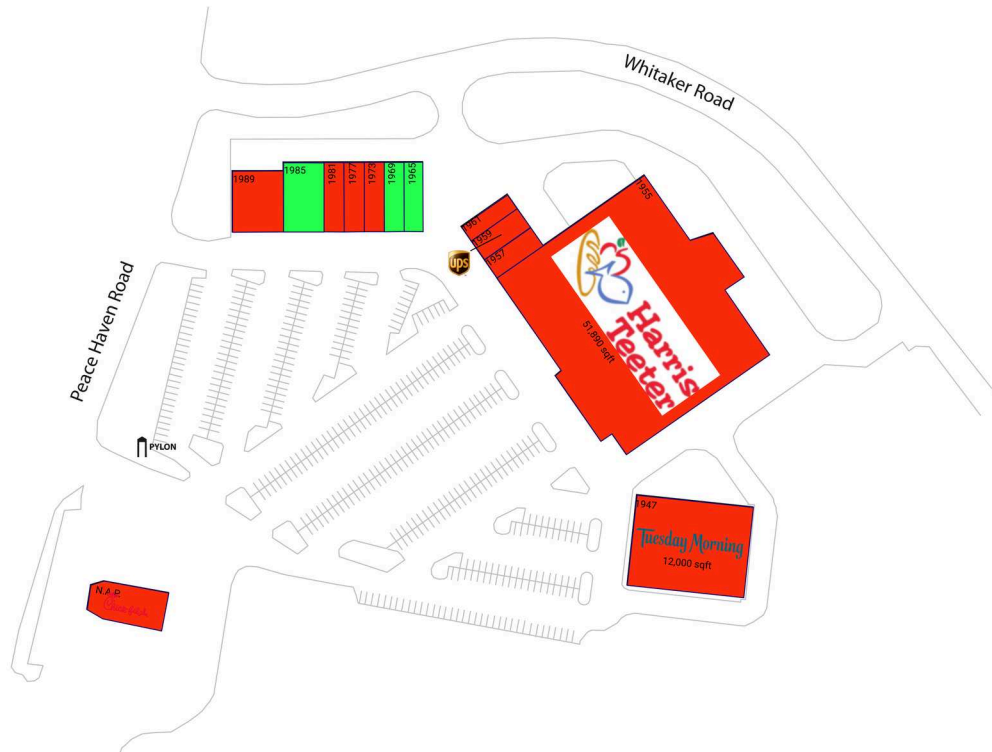 Whitaker Road
1989
1985
1981
1977
1973
1969
1965
1961
1959
1957
1955
ups
Harris
Teeter
51,890 sqft
Peace Haven Road
PYLON
1947
Tuesday Morning
12,000 sqft
N.A.P.
Chick-fil-A